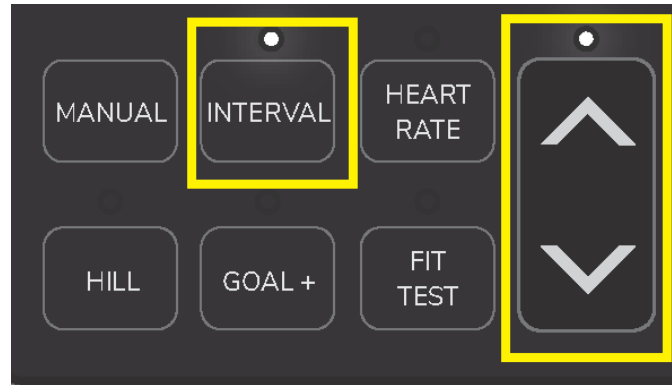 MANUAL
INTERVAL
HEART
RATE
HILL
GOAL +
FIT
TEST